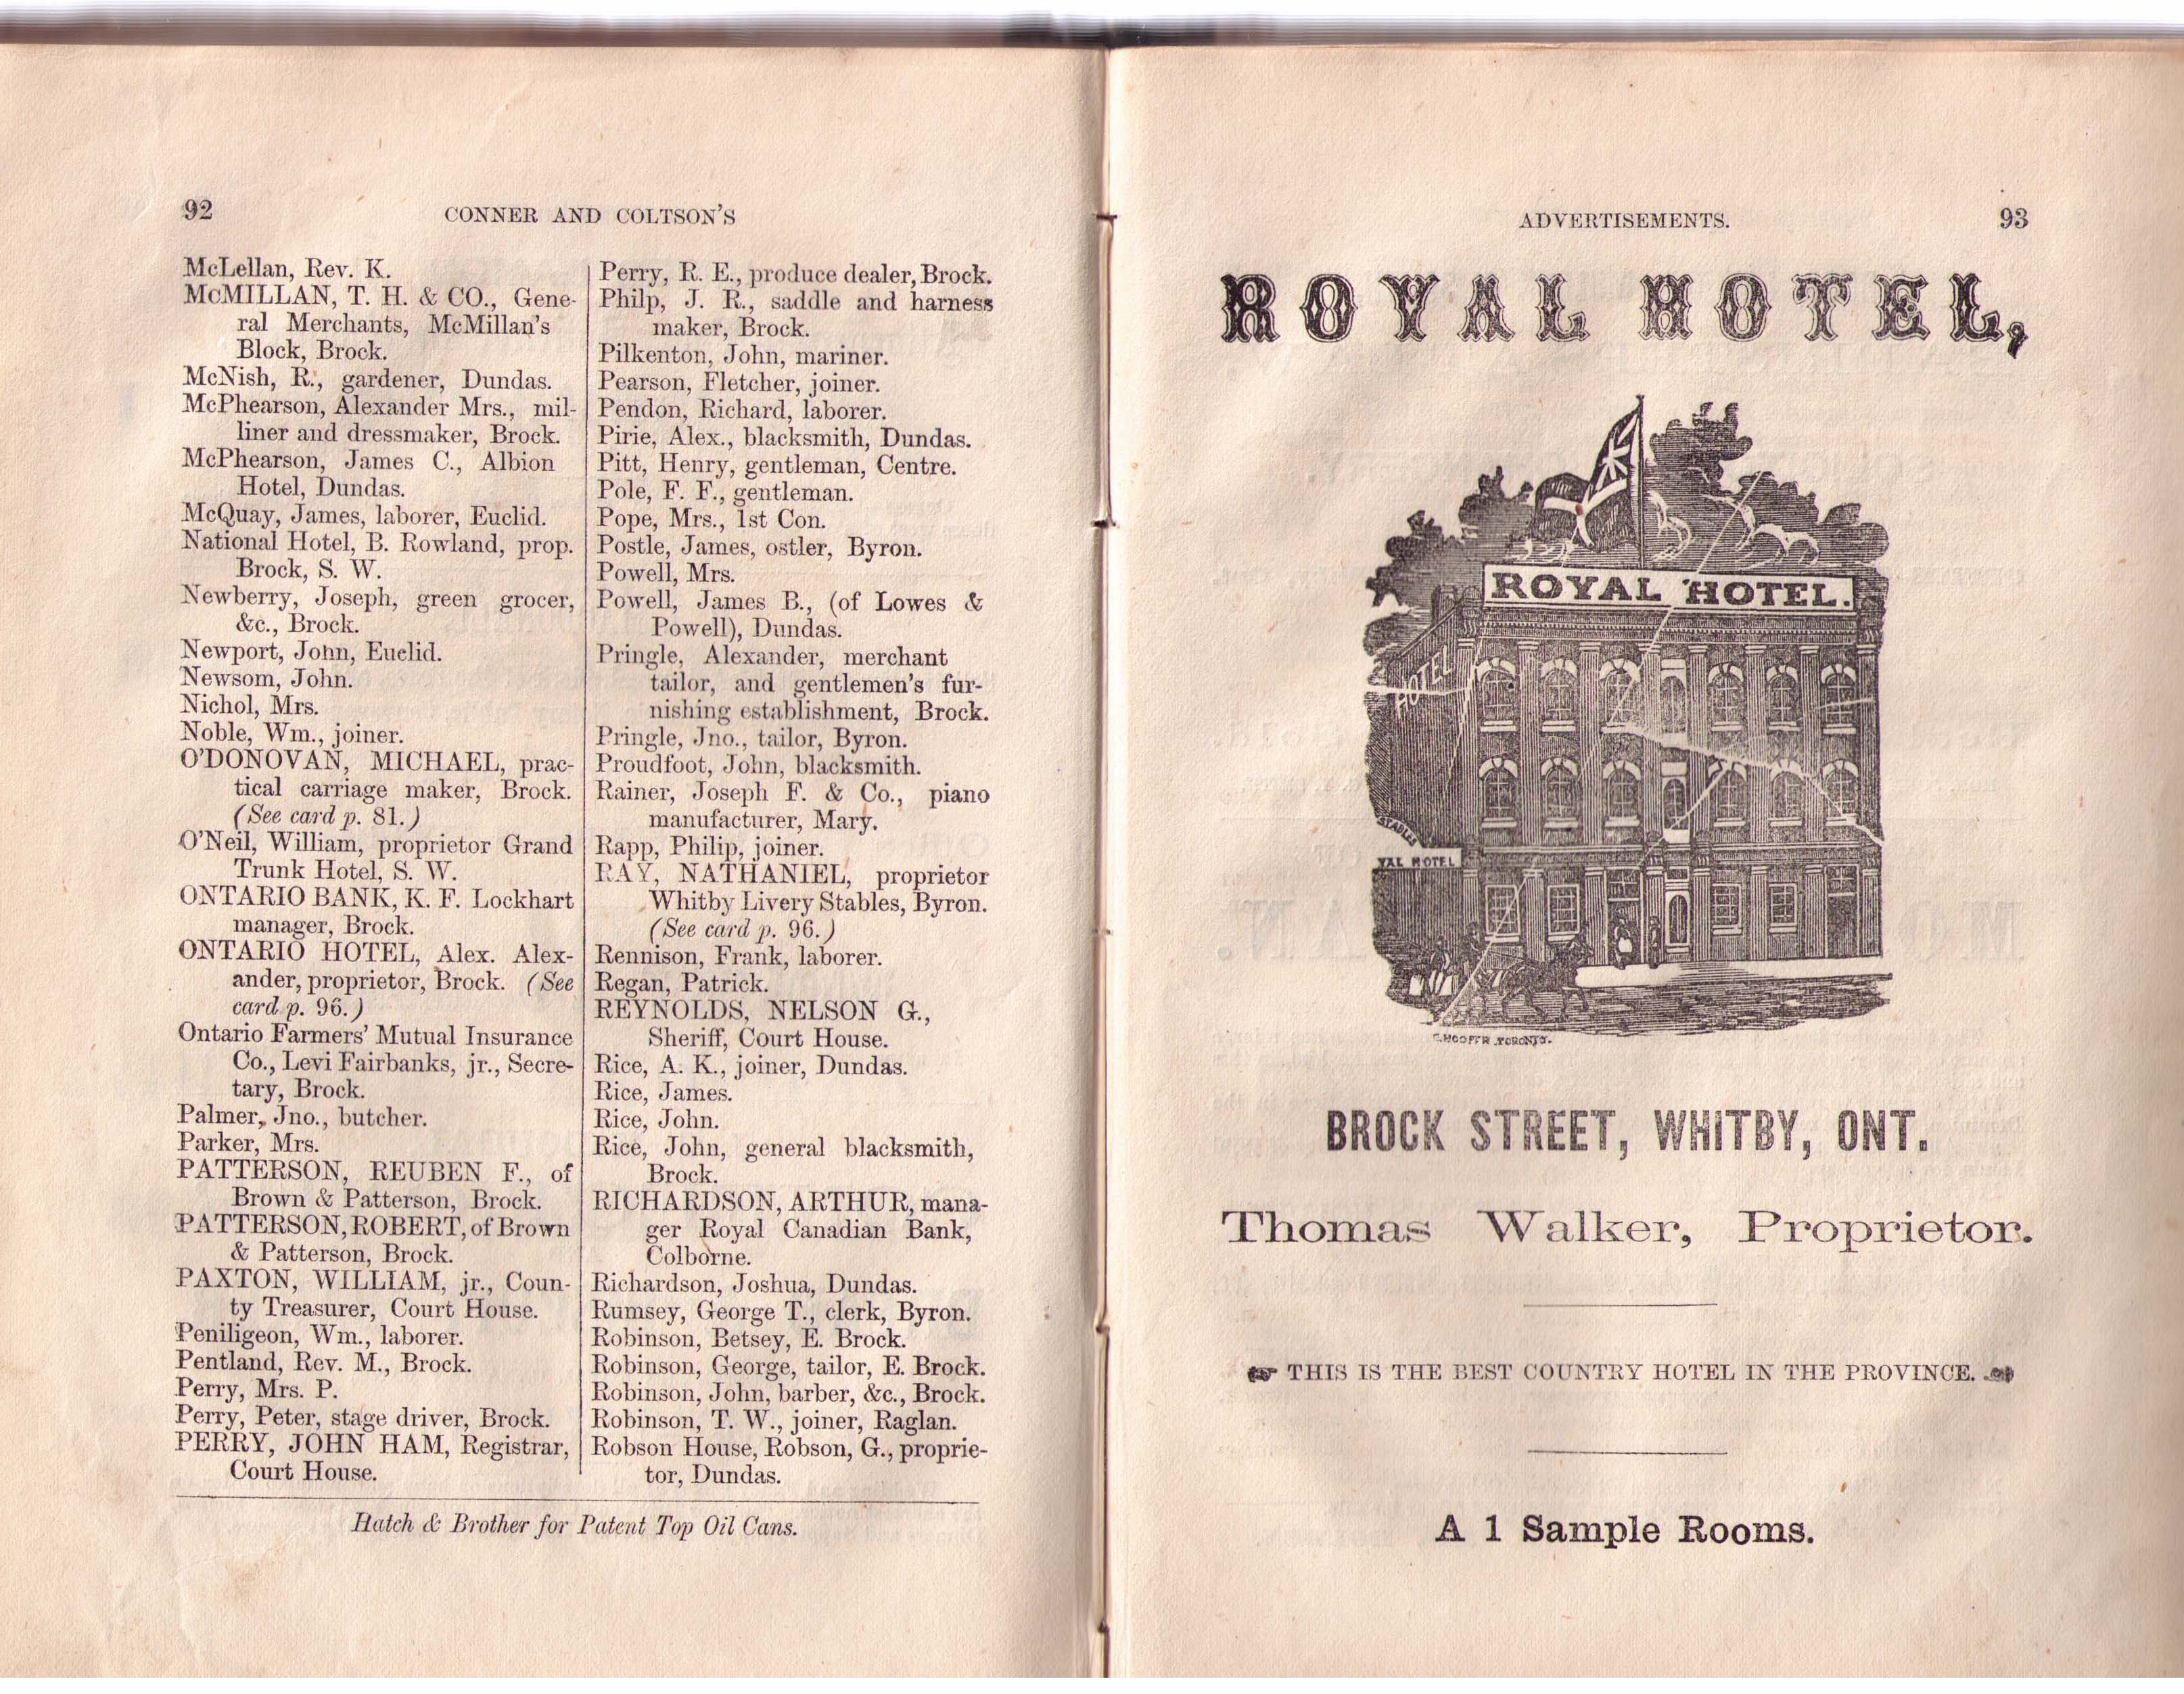 92
CONNER AND COLTSON'S
McLellan, Rev. K.
McMILLAN, T. H. & CO., Gene-
ral Merchants, McMillan's
Block, Brock.
McNish, R., gardener, Dundas.
McPhearson, Alexander Mrs., mil-
liner and dressmaker, Brock.
McPhearson, James C., Albion
Hotel, Dundas.
McQuay, James, laborer, Euclid.
National Hotel, B. Rowland, prop.
Brock, S. W.
Newberry, Joseph, green grocer,
&c., Brock.
Newport, John, Euclid.
Newsom, John.
Nichol, Mrs.
Noble, Wm., joiner.
O'DONOVAN, MICHAEL, prac-
tical carriage maker, Brock.
(See card p. 81.)
O'Neil, William, proprietor Grand
Trunk Hotel, S. W.
ONTARIO BANK, K. F. Lockhart
manager, Brock.
ONTARIO HOTEL, Alex. Alex-
ander, proprietor, Brock. (See
card p. 96.)
Ontario Farmers' Mutual Insurance
Co., Levi Fairbanks, jr., Secre-
tary, Brock.
Palmer, Jno., butcher.
Parker, Mrs.
PATTERSON, REUBEN F., of
Brown & Patterson, Brock.
PATTERSON, ROBERT, of Brown
& Patterson, Brock.
PAXTON, WILLIAM, jr., Coun-
ty Treasurer, Court House.
Peniligeon, Wm., laborer.
Pentland, Rev. M., Brock.
Perry, Mrs. P.
Perry, Peter, stage driver, Brock.
PERRY, JOHN HAM, Registrar,
Court House.
Perry, R. E., produce dealer, Brock.
Philp, J. R., saddle and harness
maker, Brock.
Pilkenton, John, mariner.
Pearson, Fletcher, joiner.
Pendon, Richard, laborer.
Pirie, Alex., blacksmith, Dundas.
Pitt, Henry, gentleman, Centre.
Pole, F. F., gentleman.
Pope, Mrs., 1st Con.
Postle, James, ostler, Byron.
Powell, Mrs.
Powell, James B., (of Lowes &
Powell), Dundas.
Pringle, Alexander, merchant
tailor, and gentlemen's fur-
nishing establishment, Brock.
Pringle, Jno., tailor, Byron.
Proudfoot, John, blacksmith.
Rainer, Joseph F. & Co., piano
manufacturer, Mary.
Rapp, Philip, joiner.
RAY, NATHANIEL, proprietor
Whitby Livery Stables, Byron.
(See card p. 96.)
Rennison, Frank, laborer.
Regan, Patrick.
REYNOLDS, NELSON G.,
Sheriff, Court House.
Rice, A. K., joiner, Dundas.
Rice, James.
Rice, John.
Rice, John, general blacksmith,
Brock.
RICHARDSON, ARTHUR, mana-
ger Royal Canadian Bank,
Colborne.
Richardson, Joshua, Dundas.
Rumsey, George T., clerk, Byron.
Robinson, Betsey, E. Brock.
Robinson, George, tailor, E. Brock.
Robinson, John, barber, &c., Brock.
Robinson, T. W., joiner, Raglan.
Robson House, Robson, G., proprie-
tor, Dundas.
Hatch & Brother for Patent Top Oil Cans.
ADVERTISEMENTS.
93
ROYAL HOTEL,
ROYAL HOTEL.
HOTEL
STABLES
YAL HOTEL
C. HOOPER TORONTO.
BROCK STREET, WHITBY, ONT.
Thomas Walker, Proprietor.
☞ THIS IS THE BEST COUNTRY HOTEL IN THE PROVINCE. ☜
A 1 Sample Rooms.